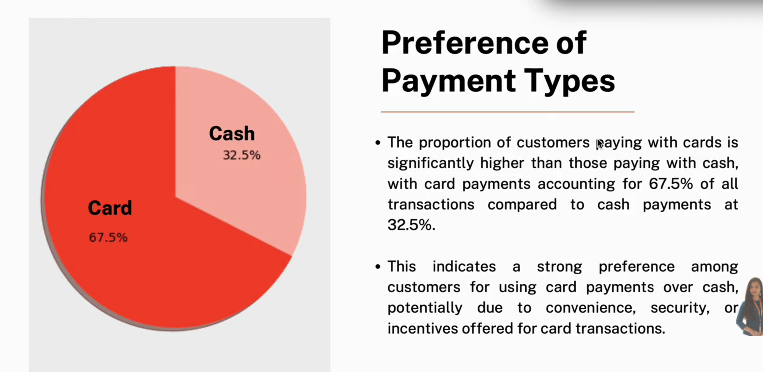 Preference of
Payment Types
Cash
32.5%
Card
67.5%
• The proportion of customers paying with cards is
significantly higher than those paying with cash,
with card payments accounting for 67.5% of all
transactions compared to cash payments at
32.5%.
• This indicates a strong preference among
customers for using card payments over cash,
potentially due to convenience, security, or
incentives offered for card transactions.